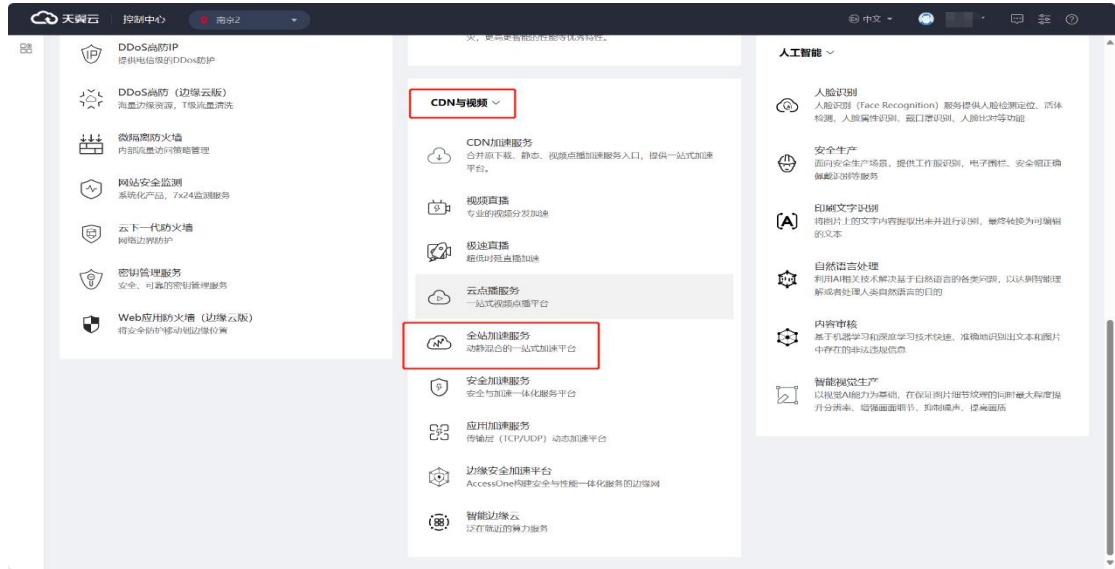 天翼云
控制中心
南京2
中文
DDoS高防IP
提供电信级的DDos防护
DDoS高防（边缘云版）
海量边缘资源，T级流量清洗
微隔离防火墙
内部流量访问策略管理
网站安全监测
系统化产品，7x24监测服务
云下一代防火墙
网络边界防护
密钥管理服务
安全、可靠的密钥管理服务
Web应用防火墙（边缘云版）
将安全防护移动到边缘位置
火，更高更智能的性能等优秀特性。
CDN与视频
CDN加速服务
合并原下载、静态、视频点播加速服务入口，提供一站式加速
平台。
视频直播
专业的视频分发加速
极速直播
超低时延直播加速
云点播服务
一站式视频点播平台
全站加速服务
动静混合的一站式加速平台
安全加速服务
安全与加速一体化服务平台
应用加速服务
传输层（TCP/UDP）动态加速平台
边缘安全加速平台
AccessOne构建安全与性能一体化服务的边缘网
智能边缘云
泛在就近的算力服务
人工智能
人脸识别
人脸识别（Face Recognition）服务提供人脸检测定位、活体
检测、人脸属性识别、戴口罩识别、人脸比对等功能
安全生产
面向安全生产场景，提供工作服识别，电子围栏、安全帽正确
佩戴识别等服务
印刷文字识别
将图片上的文字内容提取出来并进行识别，最终转换为可编辑
的文本
自然语言处理
利用AI相关技术解决基于自然语言的各类问题，以达到智能理
解或者处理人类自然语言的目的
内容审核
基于机器学习和深度学习技术快速、准确地识别出文本和图片
中存在的非法违规信息
智能视觉生产
以视觉AI能力为基础，在保证图片细节纹理的同时最大程度提
升分辨率、增强画面细节、抑制噪声、提高画质